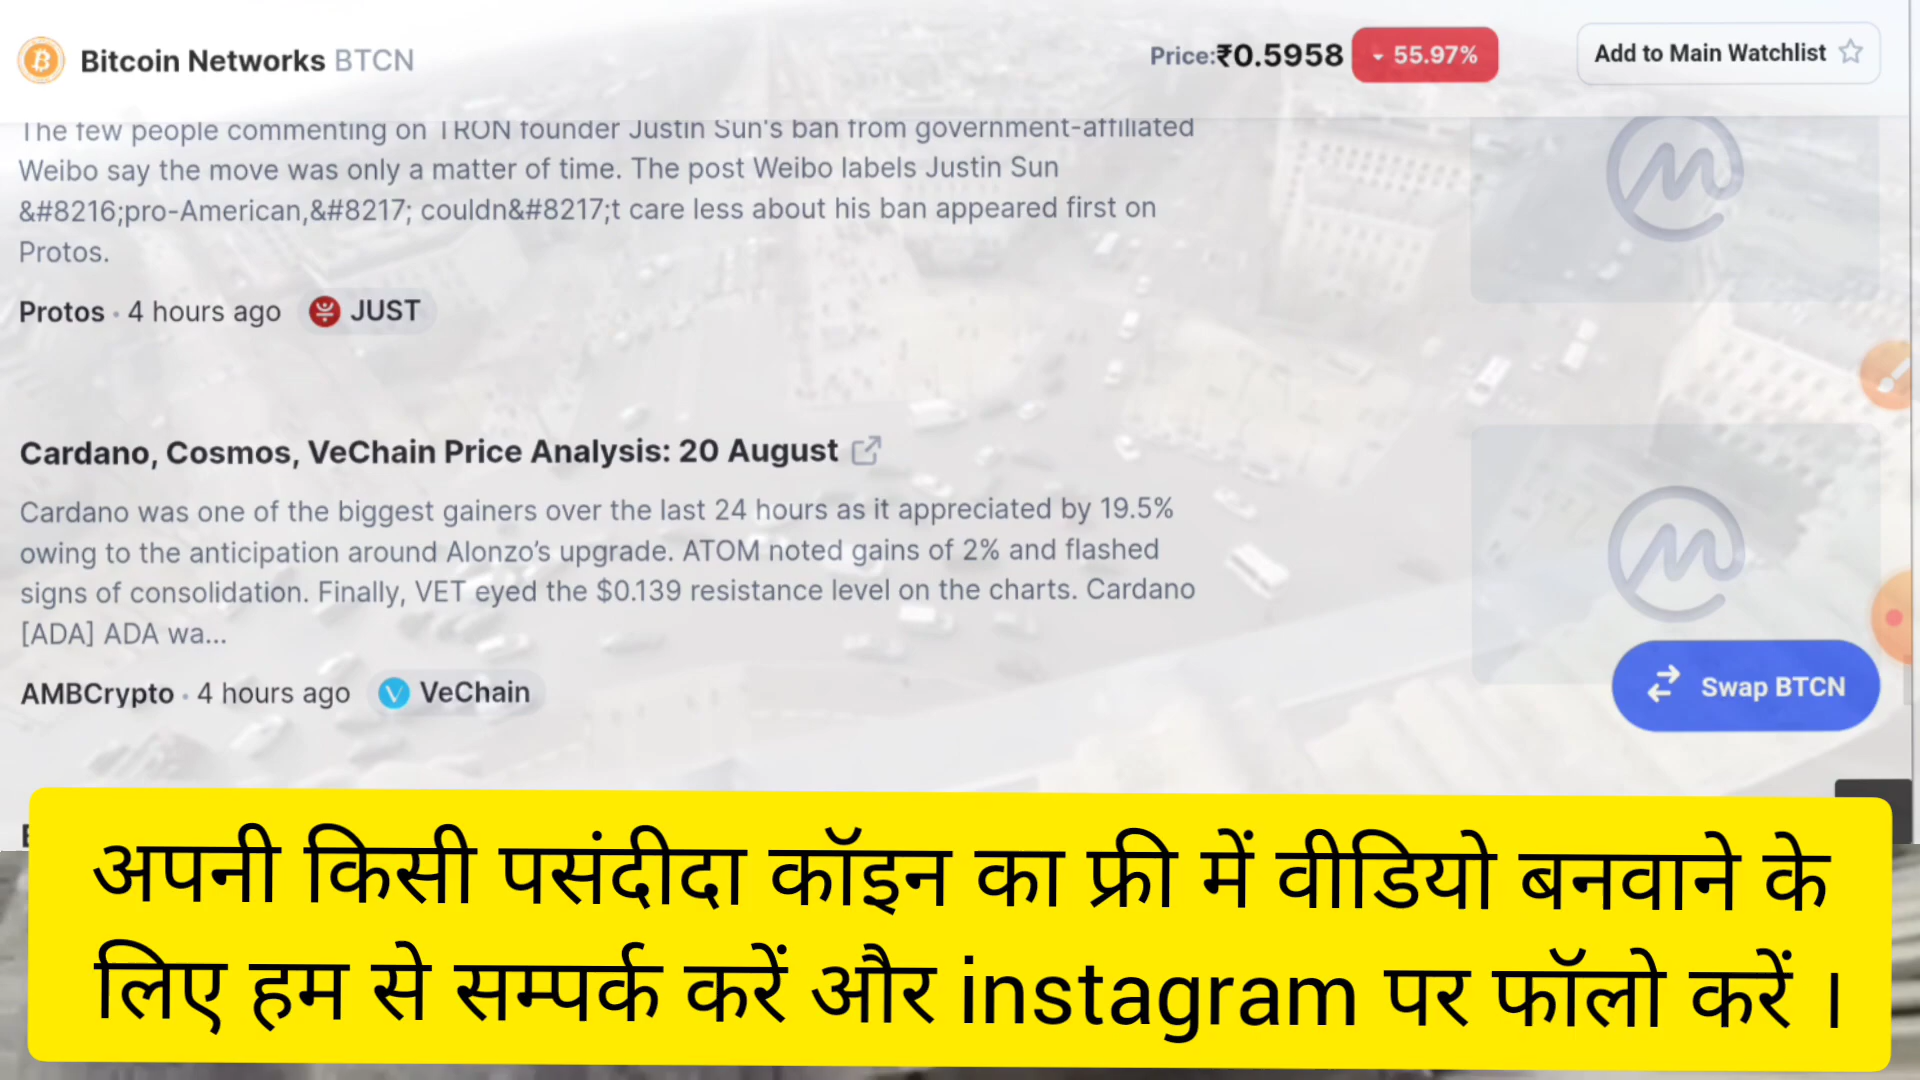 Bitcoin Networks BTCN
Price:₹0.5958 55.97%
Add to Main Watchlist
The few people commenting on TRON founder Justin Sun's ban from government-affiliated
Weibo say the move was only a matter of time. The post Weibo labels Justin Sun
&#8216;pro-American,&#8217; couldn&#8217;t care less about his ban appeared first on
Protos.
Protos · 4 hours ago JUST
Cardano, Cosmos, VeChain Price Analysis: 20 August
Cardano was one of the biggest gainers over the last 24 hours as it appreciated by 19.5%
owing to the anticipation around Alonzo’s upgrade. ATOM noted gains of 2% and flashed
signs of consolidation. Finally, VET eyed the $0.139 resistance level on the charts. Cardano
[ADA] ADA wa...
AMBCrypto · 4 hours ago VeChain
Swap BTCN
अपनी किसी पसंदीदा कॉइन का फ्री में वीडियो बनवाने के
लिए हम से सम्पर्क करें और instagram पर फॉलो करें ।